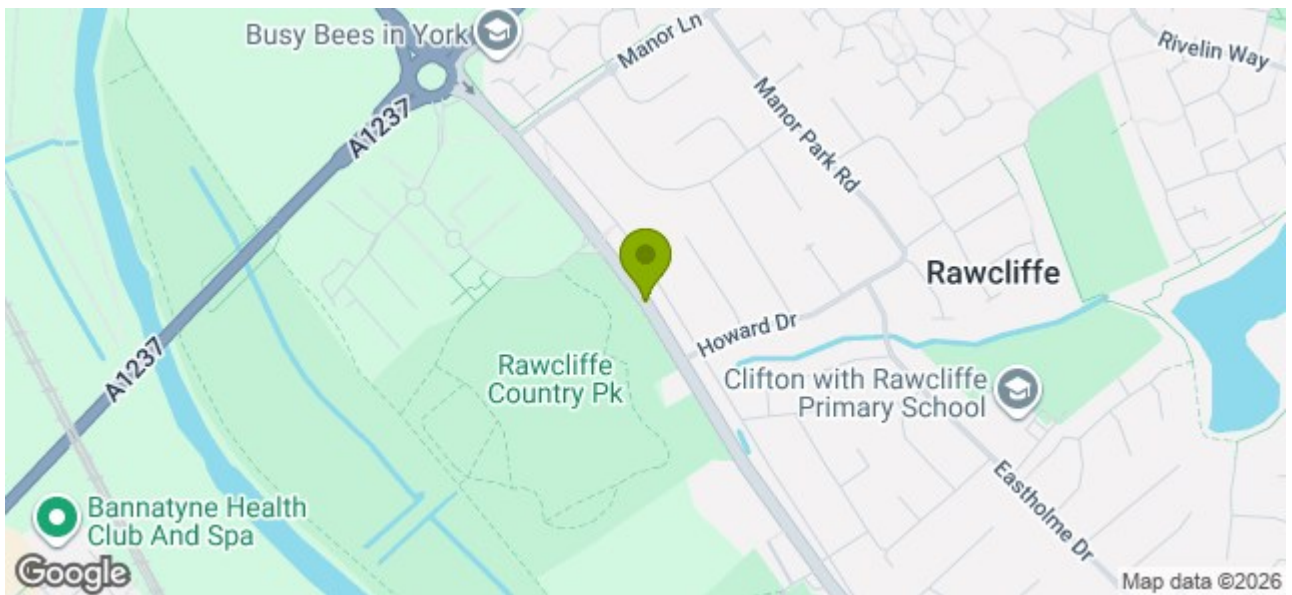 Busy Bees in York
Manor Ln
Rivelin Way
A1237
Manor Park Rd
Rawcliffe
Howard Dr
Rawcliffe
Country Pk
Clifton with Rawcliffe
Primary School
A1237
Eastholme Dr
Bannatyne Health
Club And Spa
Google
Map data ©2026